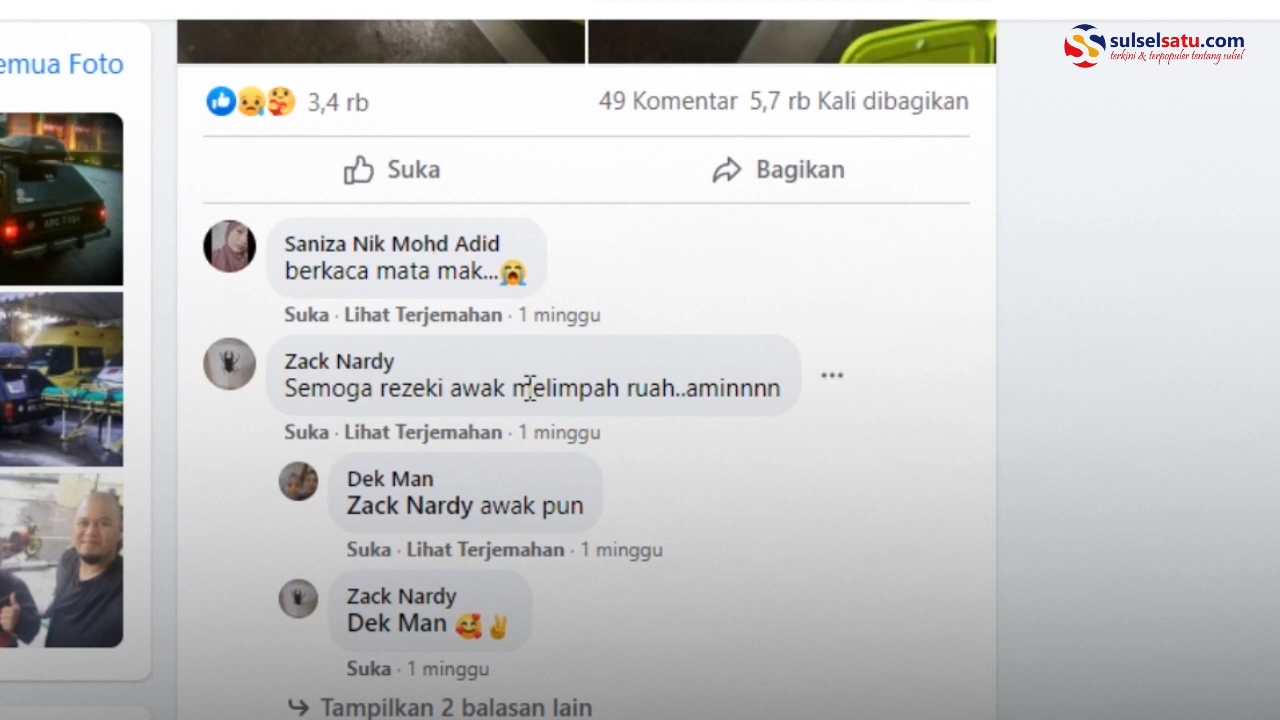 sulselsatu.com
terkini & terpopuler tentang sulsel
emua Foto
3,4 rb
49 Komentar 5,7 rb Kali dibagikan
Suka
Bagikan
Saniza Nik Mohd Adid
berkaca mata mak...😭
Suka · Lihat Terjemahan · 1 minggu
Zack Nardy
Semoga rezeki awak melimpah ruah..aminnnn
Suka · Lihat Terjemahan · 1 minggu
Dek Man
Zack Nardy awak pun
Suka · Lihat Terjemahan · 1 minggu
Zack Nardy
Dek Man 🥰✌
Suka · 1 minggu
Tampilkan 2 balasan lain